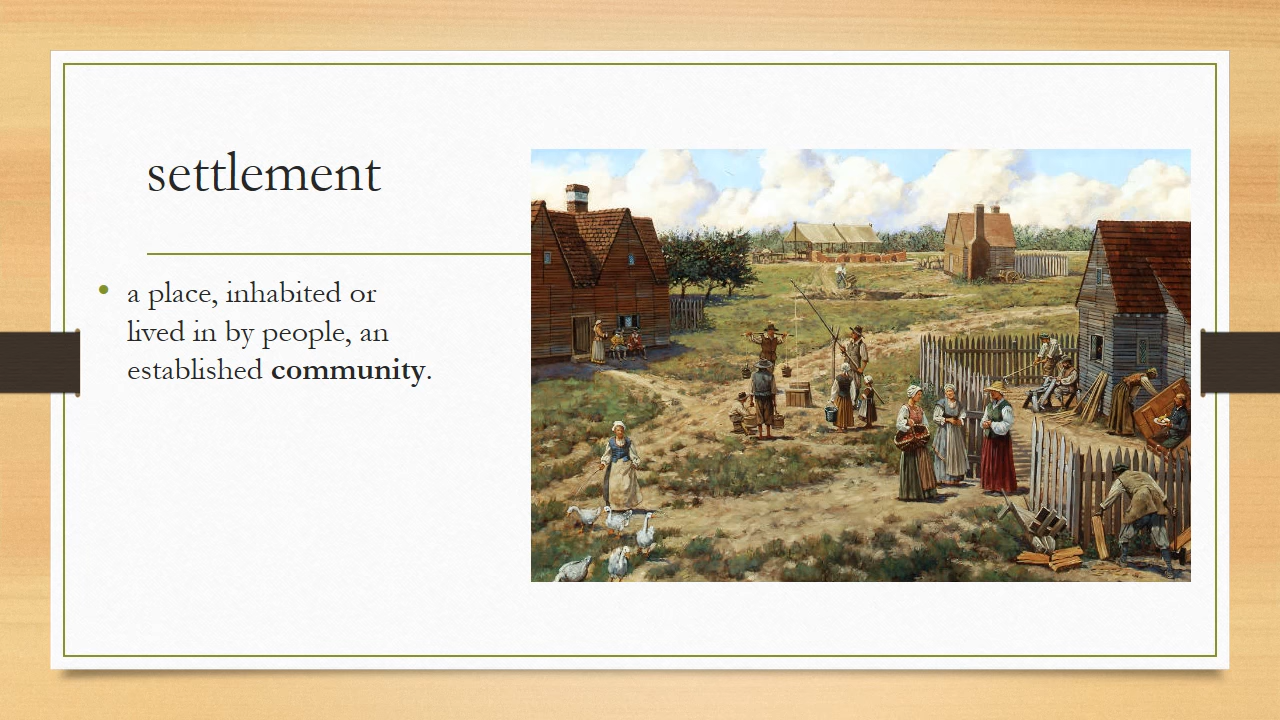 settlement
• a place, inhabited or
lived in by people, an
established community.